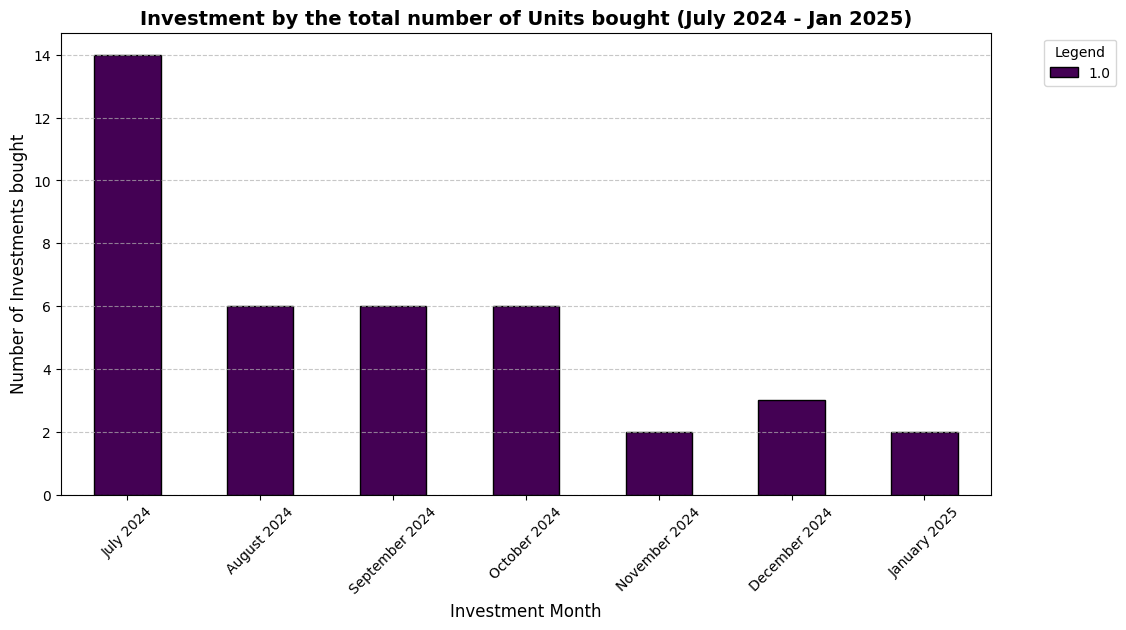 Investment by the total number of Units bought (July 2024 - Jan 2025)
Legend
1.0
Number of Investments bought
14
12
10
8
6
4
2
0
July 2024
August 2024
September 2024
October 2024
November 2024
December 2024
January 2025
Investment Month